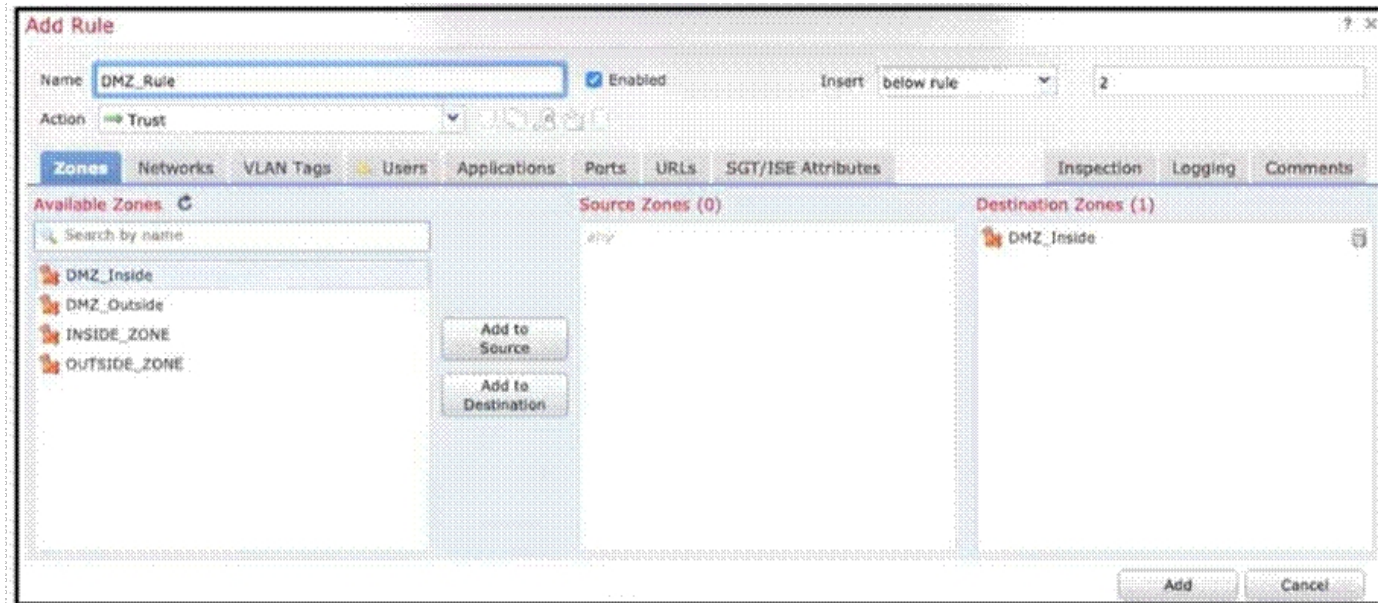 Add Rule ? ×
Name DMZ_Rule Enabled Insert below rule 2
Action Trust
Zones Networks VLAN Tags Users Applications Ports URLs SGT/ISE Attributes Inspection Logging Comments
Available Zones Source Zones (0) Destination Zones (1)
Search by name any DMZ_Inside
DMZ_Inside
DMZ_Outside
INSIDE_ZONE
OUTSIDE_ZONE
Add to
Source
Add to
Destination
Add Cancel